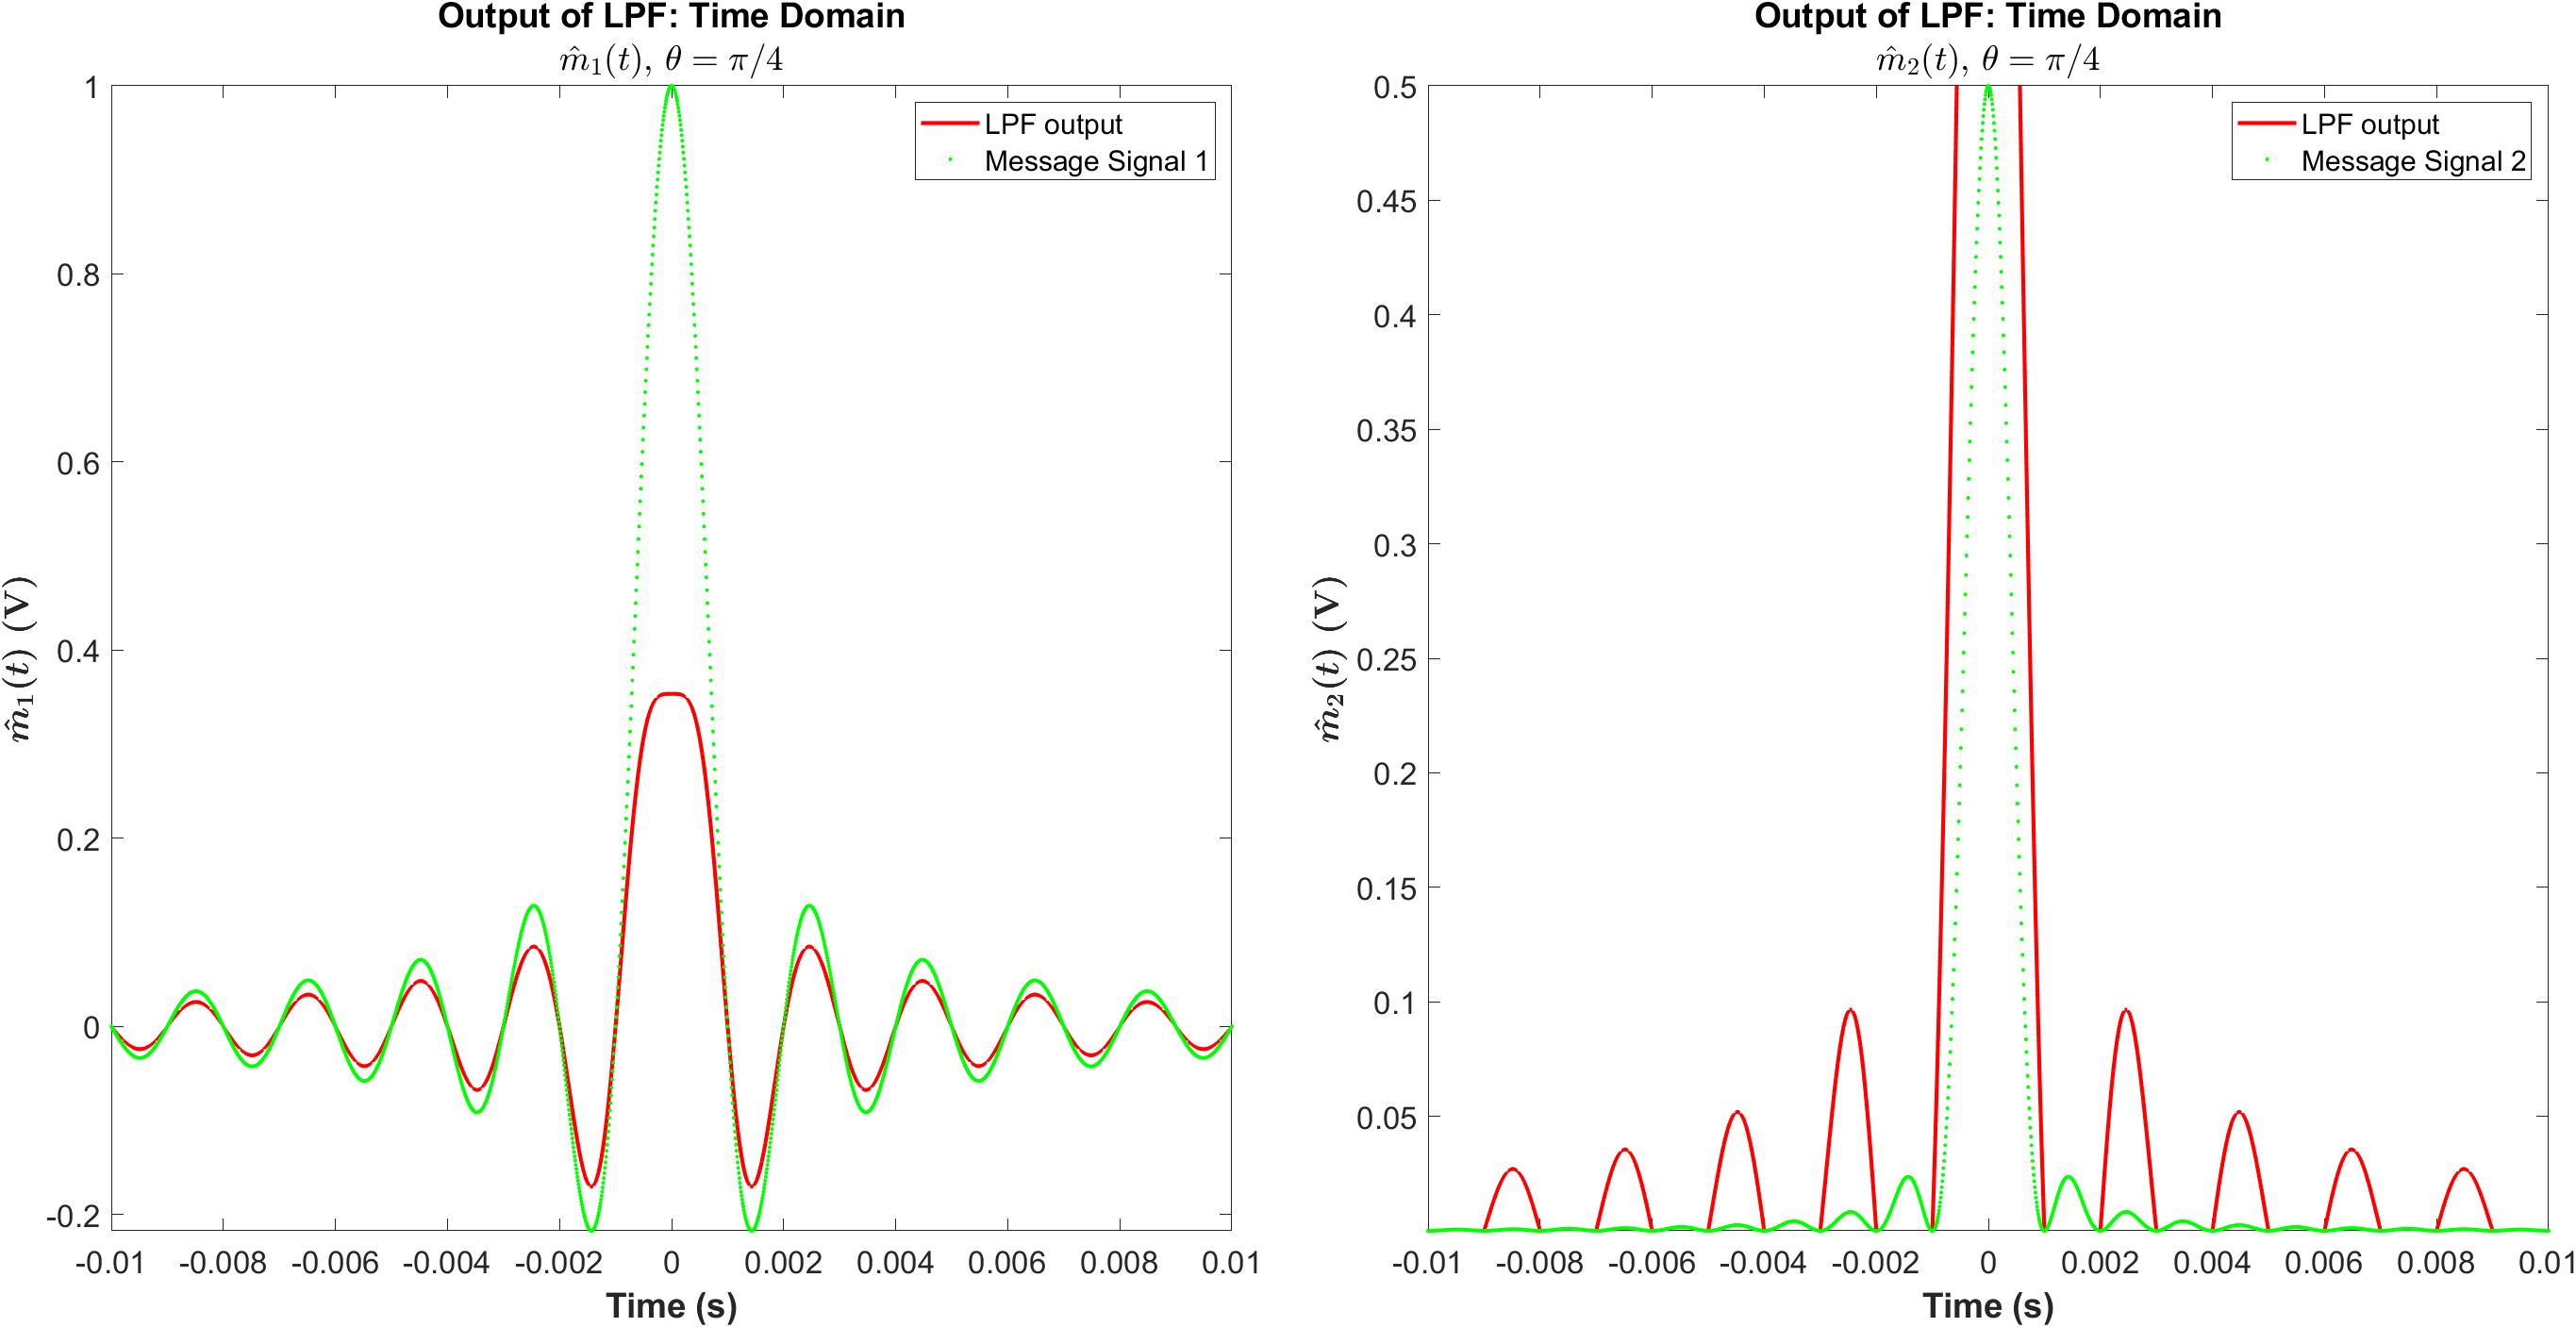 Output of LPF: Time Domain
m̂₁(t), θ = π/4
LPF output
Message Signal 1
1
0.8
0.6
0.4
0.2
0
-0.2
m̂₁(t) (V)
-0.01 -0.008 -0.006 -0.004 -0.002 0 0.002 0.004 0.006 0.008 0.01
Time (s)
Output of LPF: Time Domain
m̂₂(t), θ = π/4
LPF output
Message Signal 2
0.5
0.45
0.4
0.35
0.3
0.25
0.2
0.15
0.1
0.05
m̂₂(t) (V)
-0.01 -0.008 -0.006 -0.004 -0.002 0 0.002 0.004 0.006 0.008 0.01
Time (s)